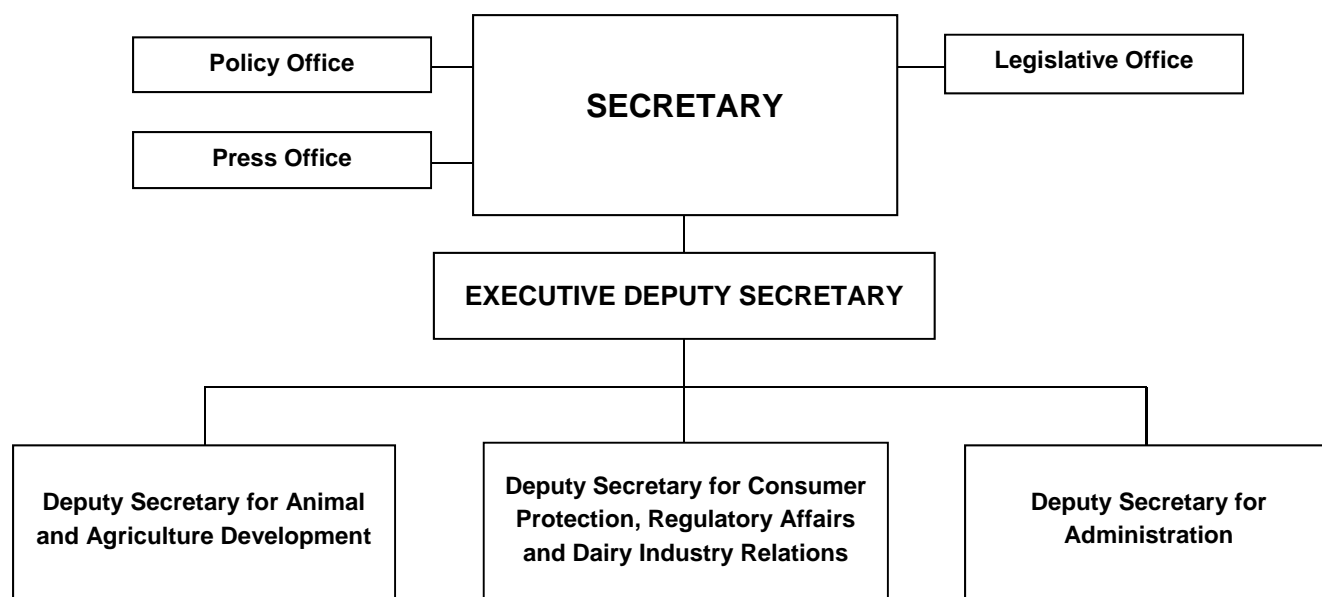 Policy Office
Legislative Office
SECRETARY
Press Office
EXECUTIVE DEPUTY SECRETARY
Deputy Secretary for Animal
and Agriculture Development
Deputy Secretary for Consumer
Protection, Regulatory Affairs
and Dairy Industry Relations
Deputy Secretary for
Administration